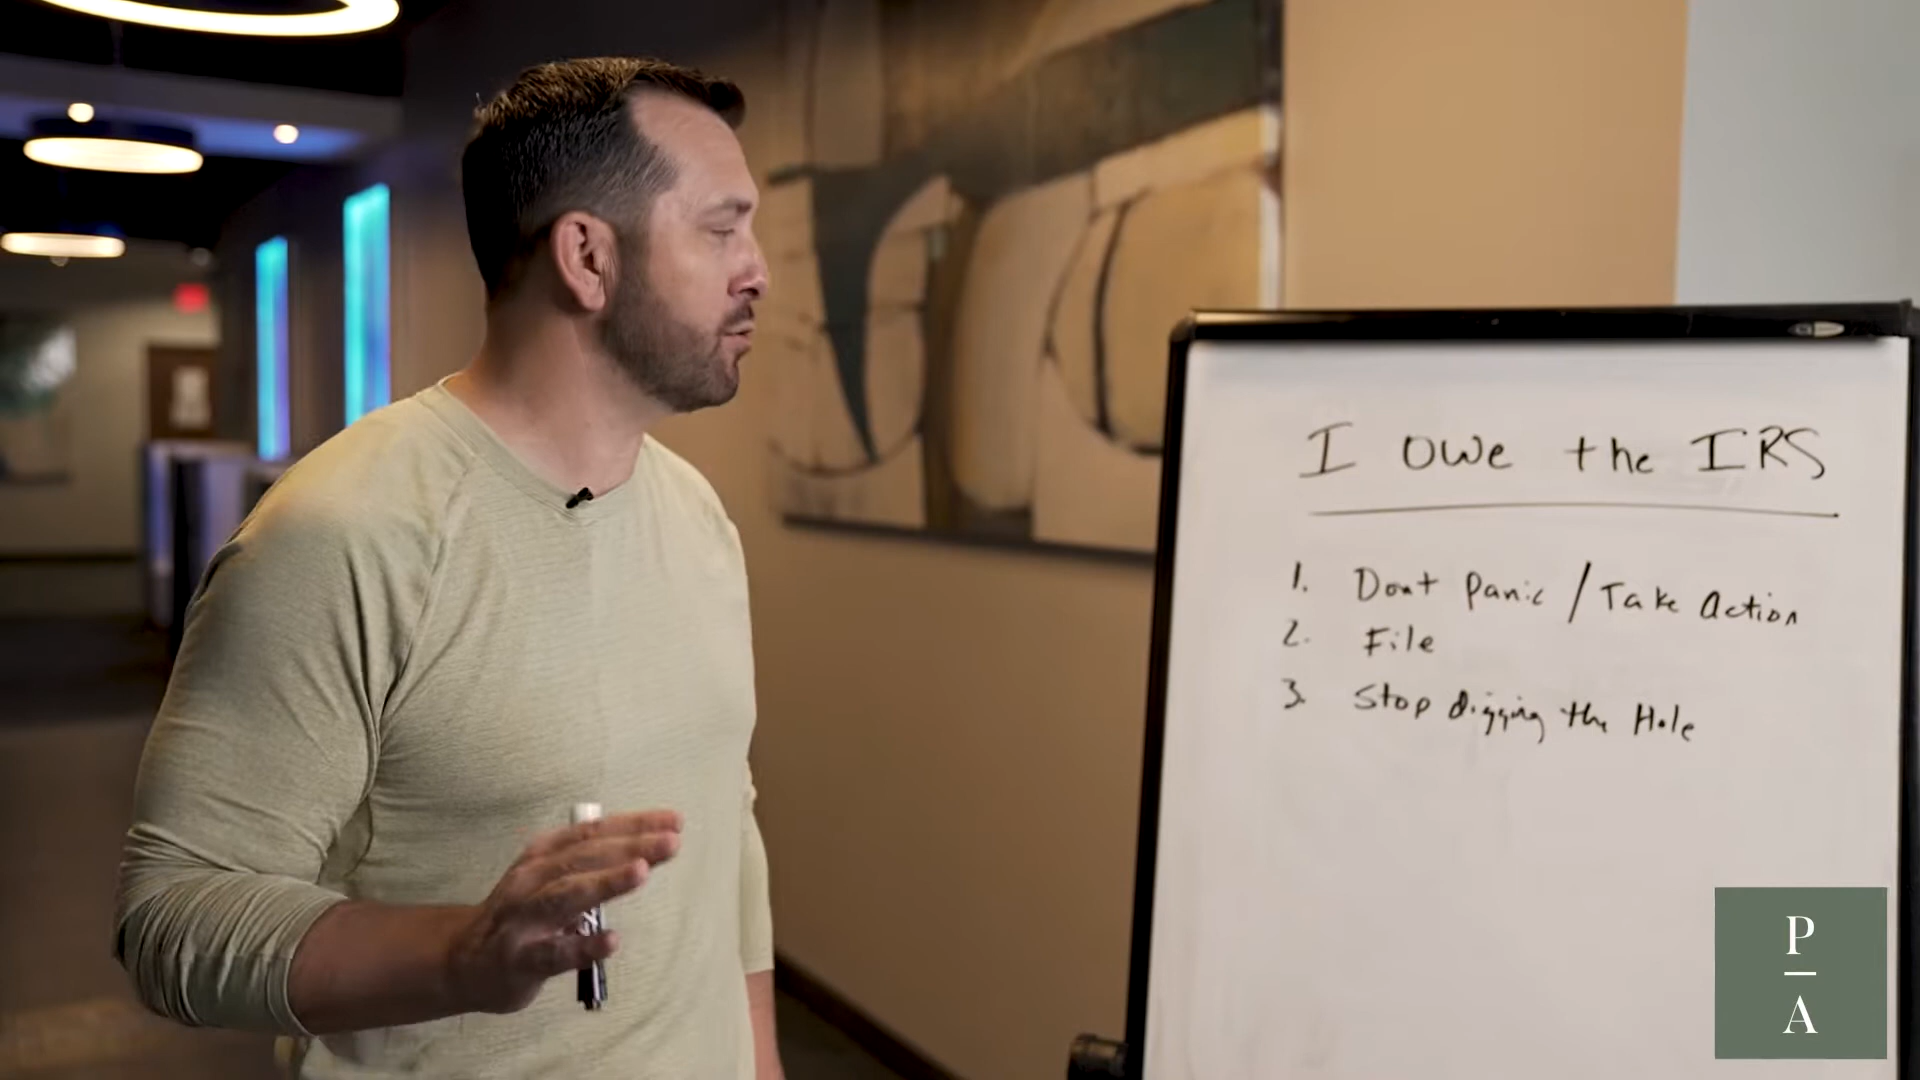 I owe the IRS
1. Dont Panic / Take Action
2. File
3. Stop digging the Hole
P
A